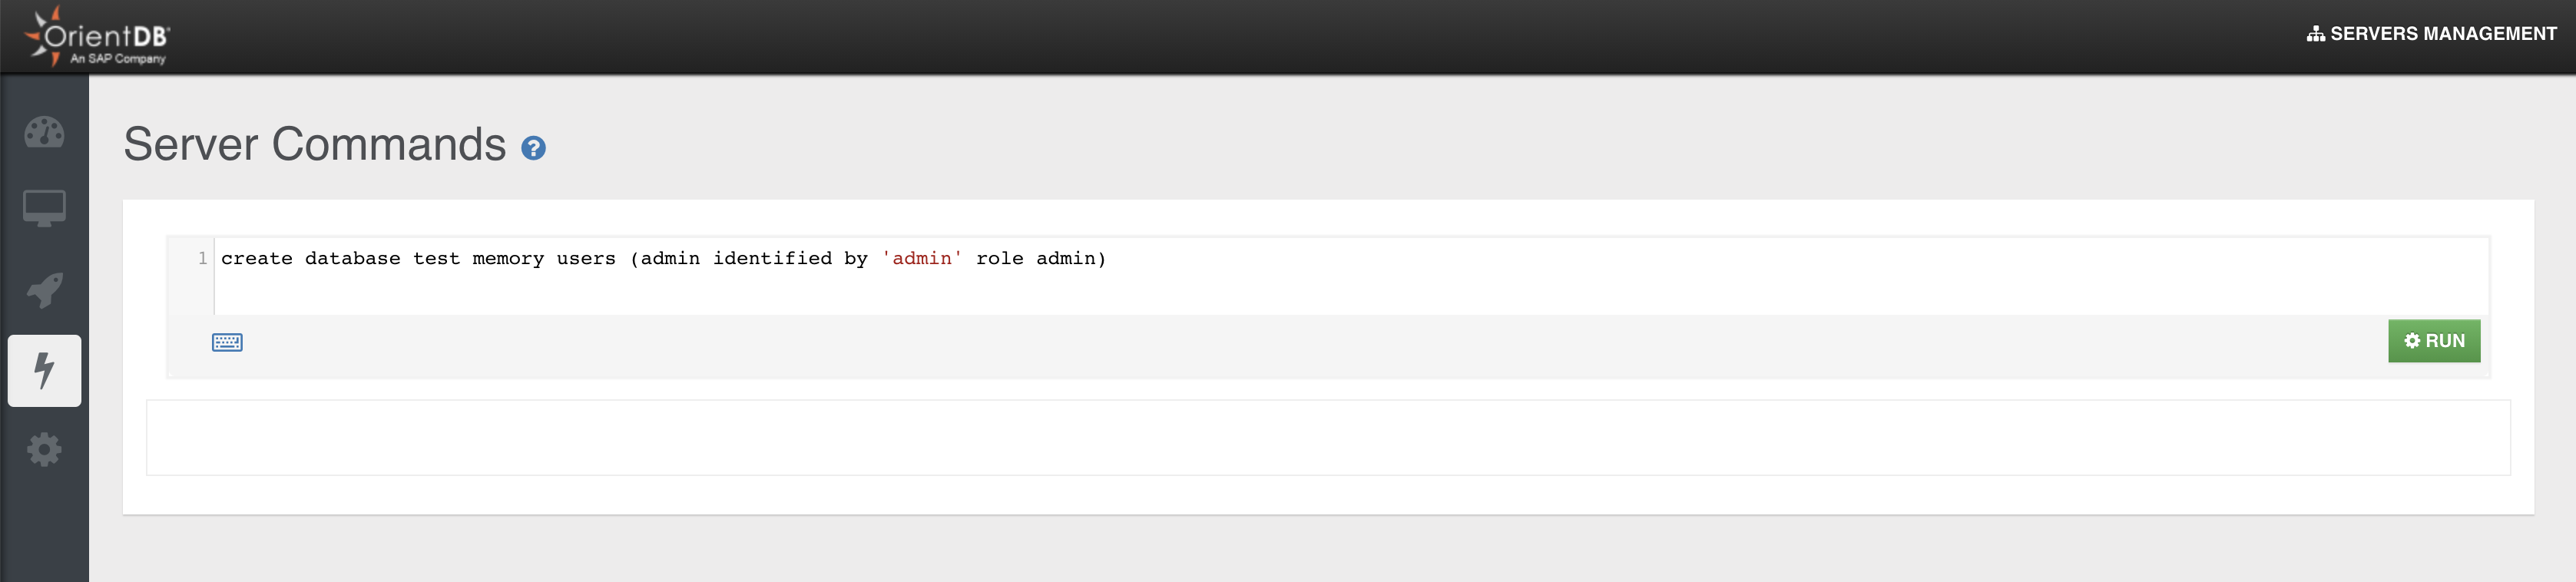 OrientDB®
An SAP Company
SERVERS MANAGEMENT
Server Commands ?
1 create database test memory users (admin identified by 'admin' role admin)
RUN